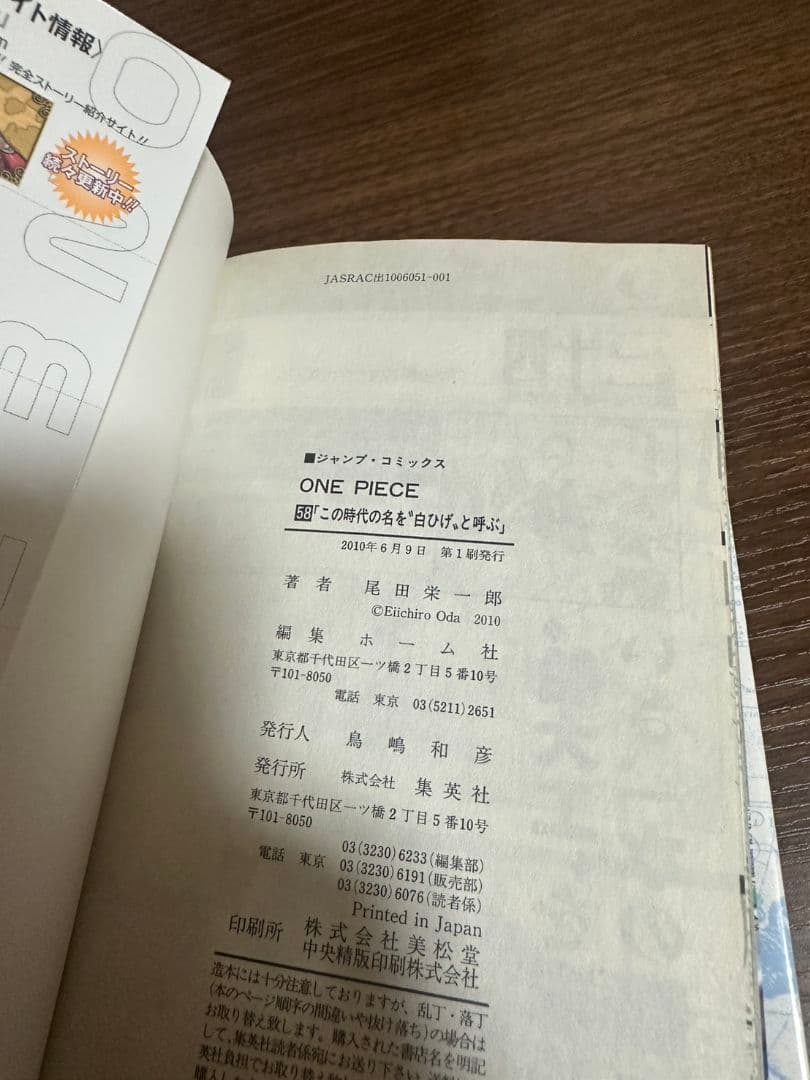 イト情報〉
完全ストーリー紹介サイト!!
ストーリー
続々更新中!!
JASRAC出1006051-001
■ジャンプ・コミックス
ONE PIECE
58「この時代の名を〝白ひげ〟と呼ぶ」
2010年6月9日 第1刷発行
著者 尾田栄一郎
©Eiichiro Oda 2010
編集 ホーム社
東京都千代田区一ツ橋2丁目5番10号
〒101-8050
電話 東京 03(5211)2651
発行人 鳥嶋和彦
発行所 株式会社 集英社
東京都千代田区一ツ橋2丁目5番10号
〒101-8050
03(3230)6233(編集部)
電話 東京 03(3230)6191(販売部)
03(3230)6076(読者係)
Printed in Japan
印刷所 株式会社美松堂
中央精版印刷株式会社
造本には十分注意しておりますが、乱丁・落丁
(本のページ順序の間違いや抜け落ち)の場合は
お取り替え致します。購入された書店名を明記
して、集英社読者係宛にお送り下さい。送料は
英社負担でお取り替え致
購入した